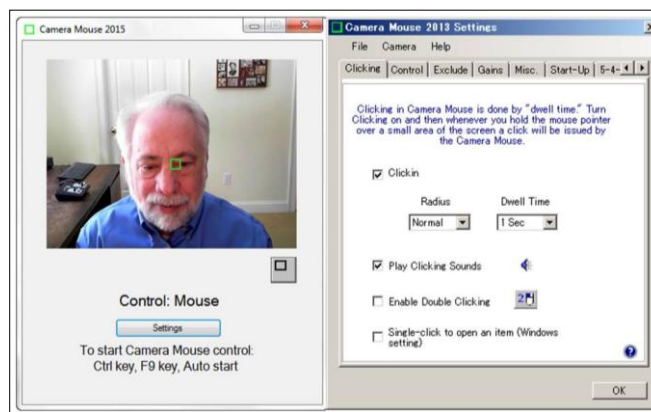 Camera Mouse 2015
Control: Mouse
Settings
To start Camera Mouse control:
Ctrl key, F9 key, Auto start
Camera Mouse 2013 Settings
File Camera Help
Clicking Control Exclude Gains Misc. Start-Up 5-4-
Clicking in Camera Mouse is done by "dwell time." Turn
Clicking on and then whenever you hold the mouse pointer
over a small area of the screen a click will be issued by
the Camera Mouse.
Clickin
Radius Dwell Time
Normal 1 Sec
Play Clicking Sounds
Enable Double Clicking 2
Single-click to open an item (Windows
setting)
OK